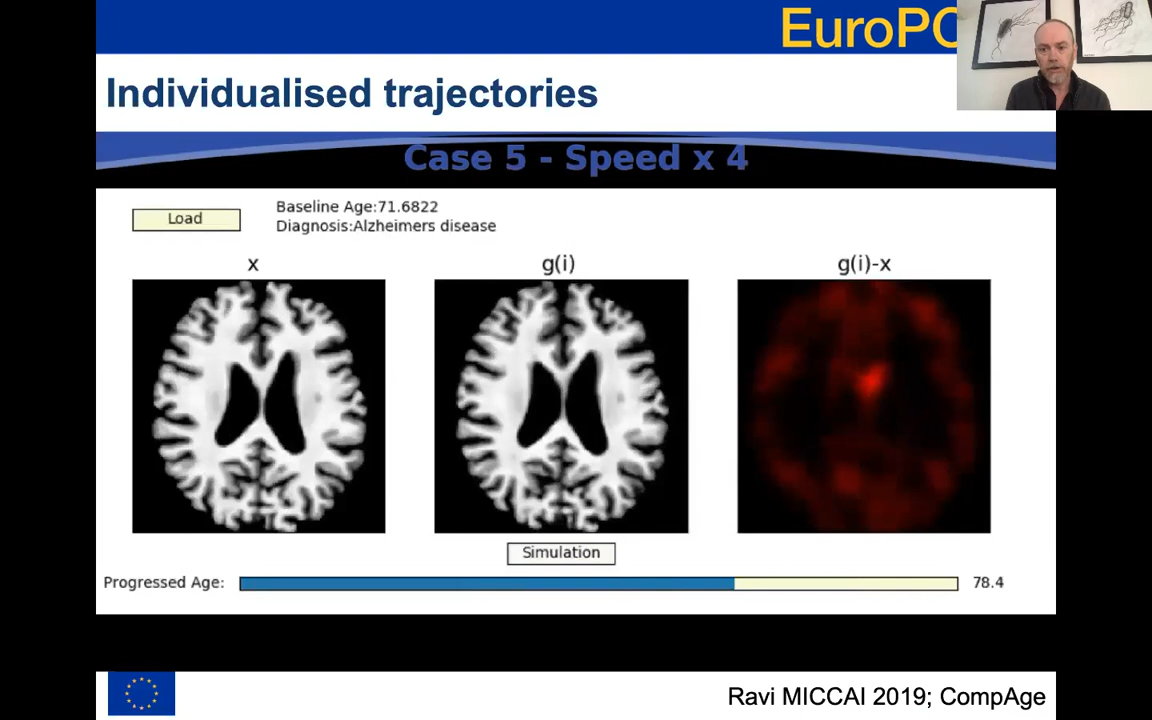 EuroPO
Individualised trajectories
Case 5 - Speed x 4
Load
Baseline Age:71.6822
Diagnosis:Alzheimers disease
x
g(i)
g(i)-x
Simulation
Progressed Age:
78.4
Ravi MICCAI 2019; CompAge